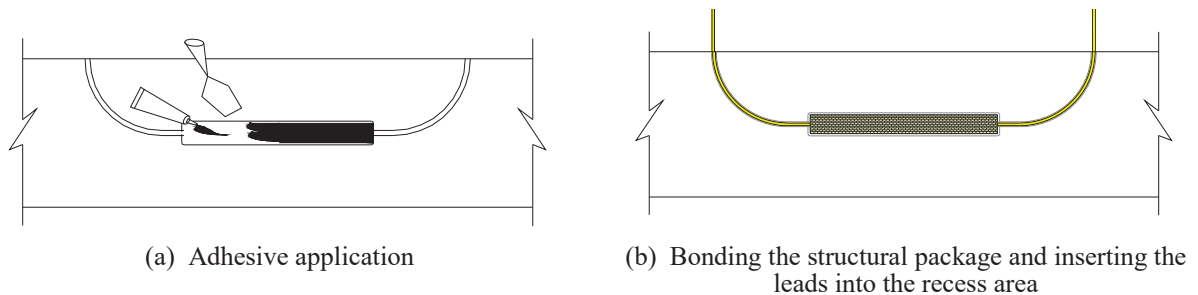 (a) Adhesive application
(b) Bonding the structural package and inserting the
leads into the recess area